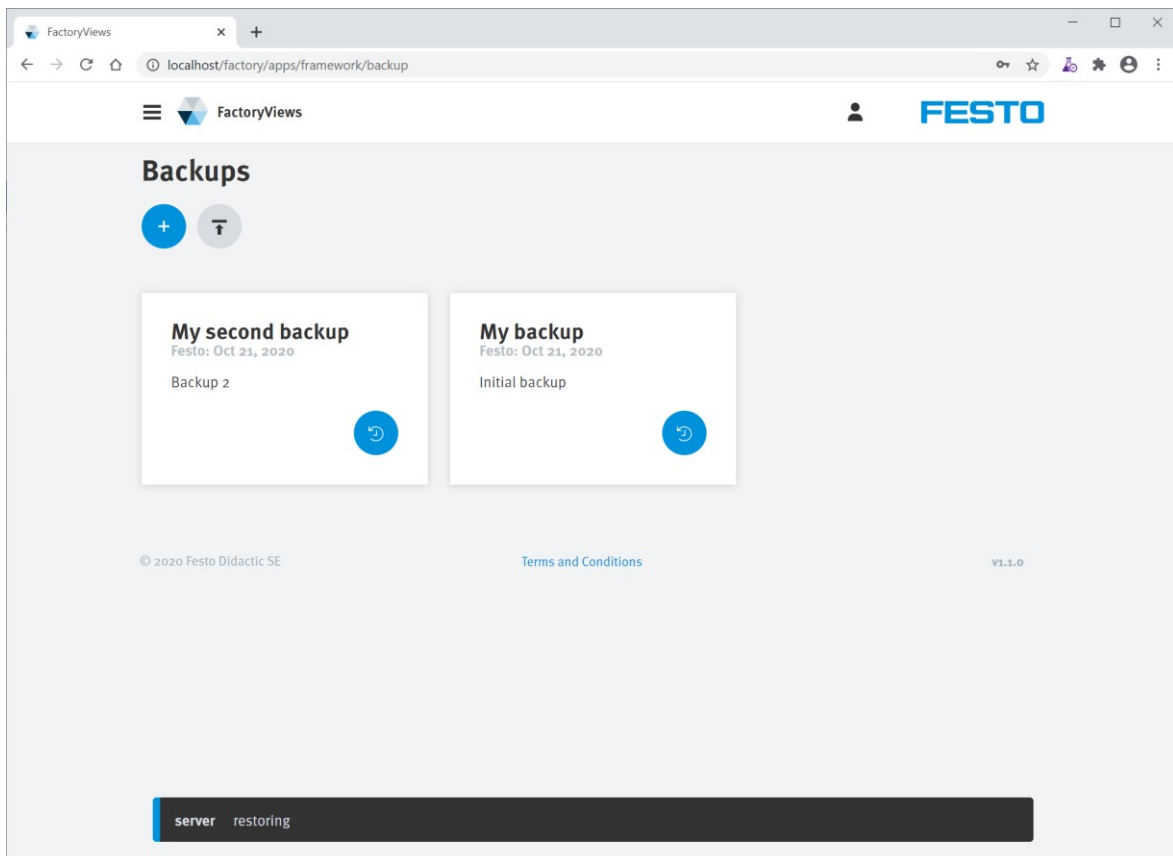 FactoryViews
localhost/factory/apps/framework/backup
FactoryViews
FESTO
Backups
My second backup
Festo: Oct 21, 2020
Backup 2
My backup
Festo: Oct 21, 2020
Initial backup
© 2020 Festo Didactic SE
Terms and Conditions
v1.1.0
server restoring